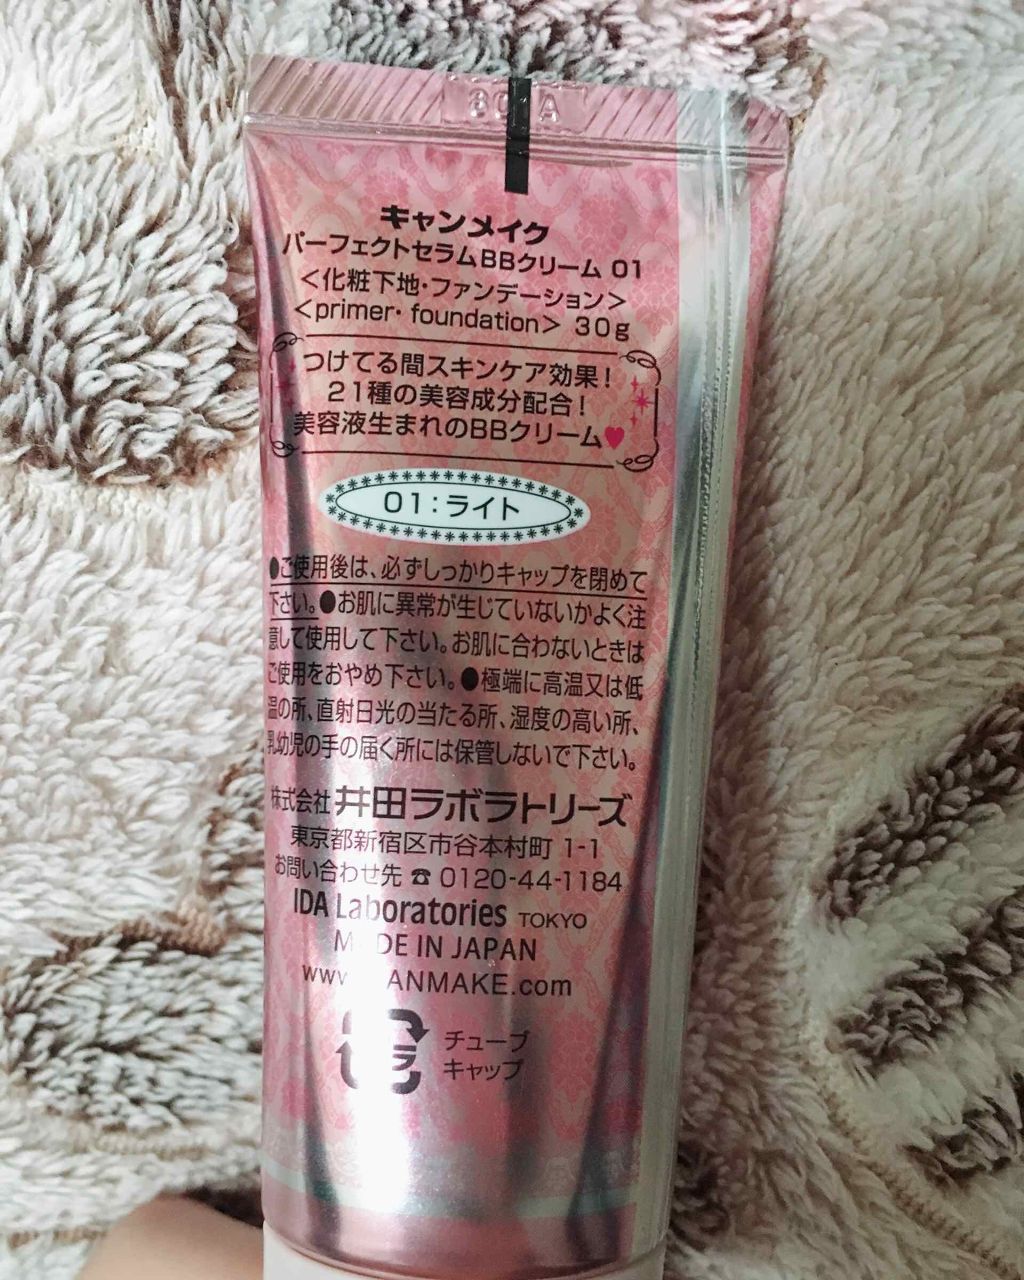 キャンメイク
パーフェクトセラムBBクリーム 01
＜化粧下地・ファンデーション＞
＜primer・foundation＞ 30g
つけてる間スキンケア効果！
21種の美容成分配合！
美容液生まれのBBクリーム♥
01：ライト
●ご使用後は、必ずしっかりキャップを閉めて
下さい。●お肌に異常が生じていないかよく注
意して使用して下さい。お肌に合わないときは
ご使用をおやめ下さい。●極端に高温又は低
温の所、直射日光の当たる所、湿度の高い所、
乳幼児の手の届く所には保管しないで下さい。
株式会社 井田ラボラトリーズ
東京都新宿区市谷本村町 1-1
お問い合わせ先 ☎ 0120-44-1184
IDA Laboratories TOKYO
MADE IN JAPAN
www.CANMAKE.com
プラ
チューブ
キャップ